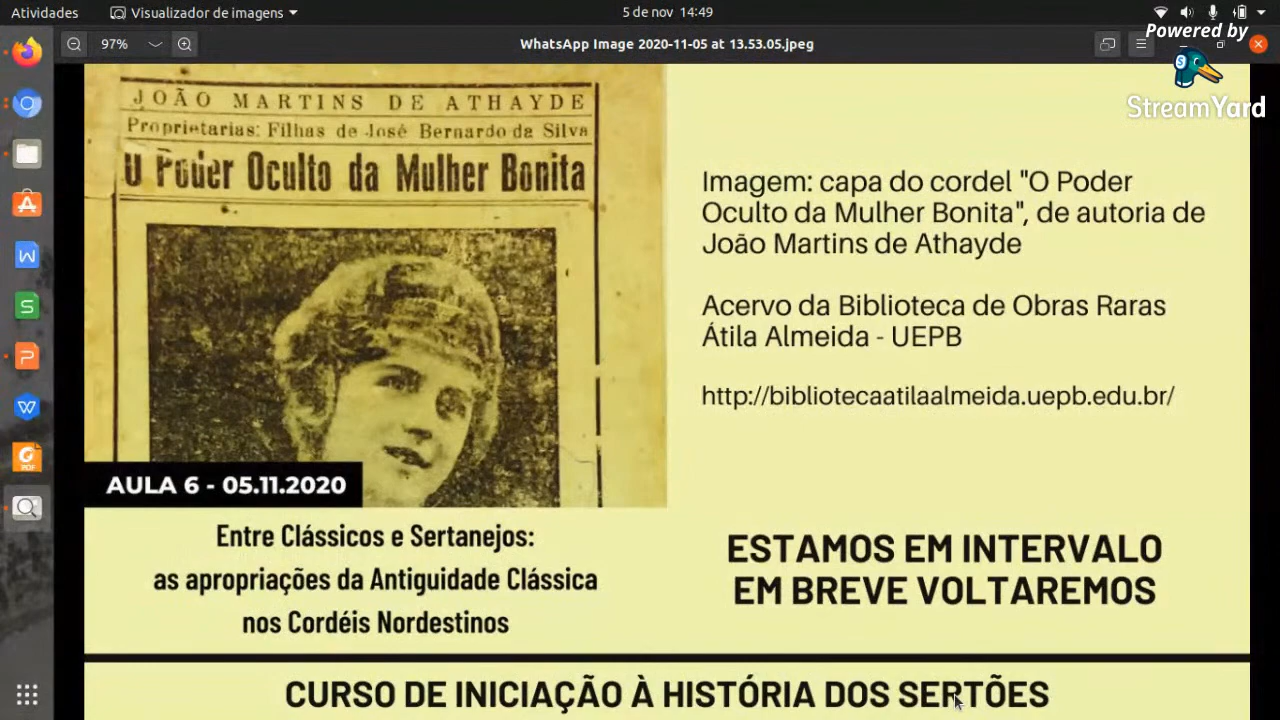 Atividades
Visualizador de imagens
5 de nov 14:49
97%
WhatsApp Image 2020-11-05 at 13.53.05.jpeg
Powered by
StreamYard
JOÃO MARTINS DE ATHAYDE
Proprietarias: Filhas de José Bernardo da Silva
O Poder Oculto da Mulher Bonita
Imagem: capa do cordel "O Poder
Oculto da Mulher Bonita", de autoria de
João Martins de Athayde
Acervo da Biblioteca de Obras Raras
Átila Almeida - UEPB
http://bibliotecaatilaalmeida.uepb.edu.br/
AULA 6 - 05.11.2020
Entre Clássicos e Sertanejos:
as apropriações da Antiguidade Clássica
nos Cordéis Nordestinos
ESTAMOS EM INTERVALO
EM BREVE VOLTAREMOS
CURSO DE INICIAÇÃO À HISTÓRIA DOS SERTÕES